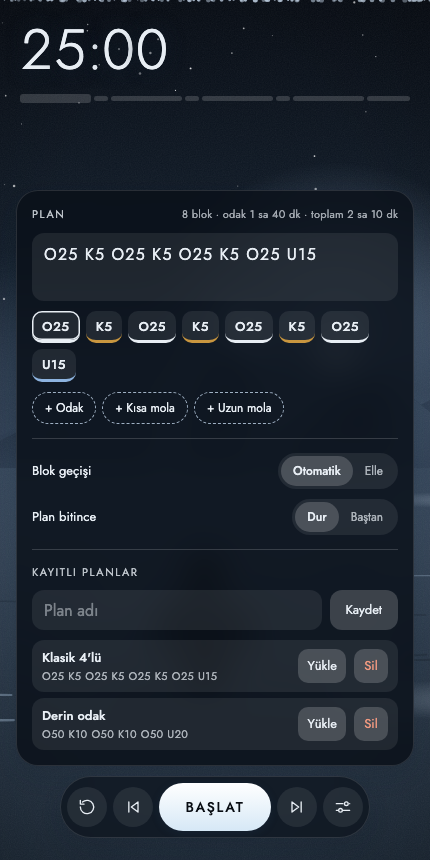 25:00
PLAN
8 blok · odak 1 sa 40 dk · toplam 2 sa 10 dk
O25 K5 O25 K5 O25 K5 O25 U15
O25 K5 O25 K5 O25 K5 O25
U15
+ Odak + Kısa mola + Uzun mola
Blok geçişi Otomatik Elle
Plan bitince Dur Baştan
KAYITLI PLANLAR
Plan adı Kaydet
Klasik 4'lü
O25 K5 O25 K5 O25 K5 O25 U15
Yükle Sil
Derin odak
O50 K10 O50 K10 O50 U20
Yükle Sil
BAŞLAT